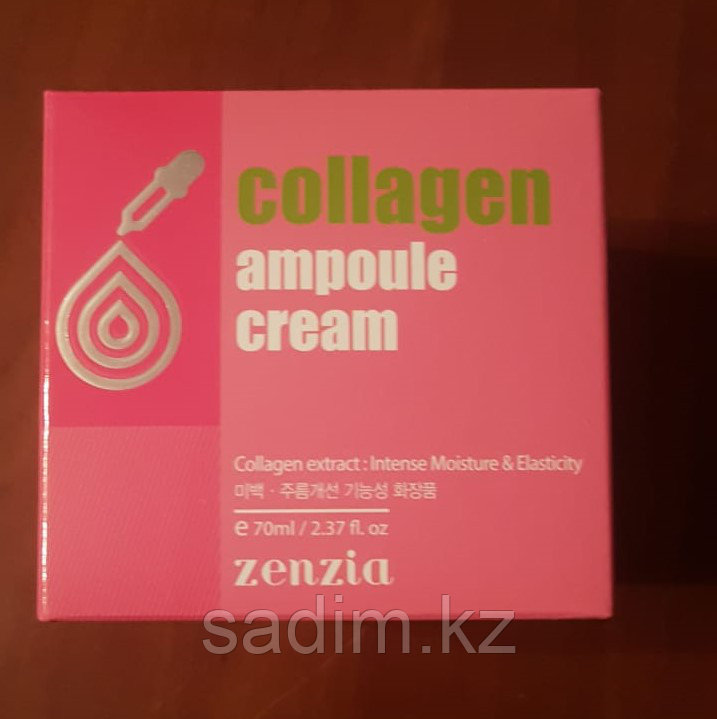 collagen
ampoule
cream
Collagen extract : Intense Moisture & Elasticity
미백 · 주름개선 기능성 화장품
e 70ml / 2.37 fl. oz
zenzia
sadim.kz